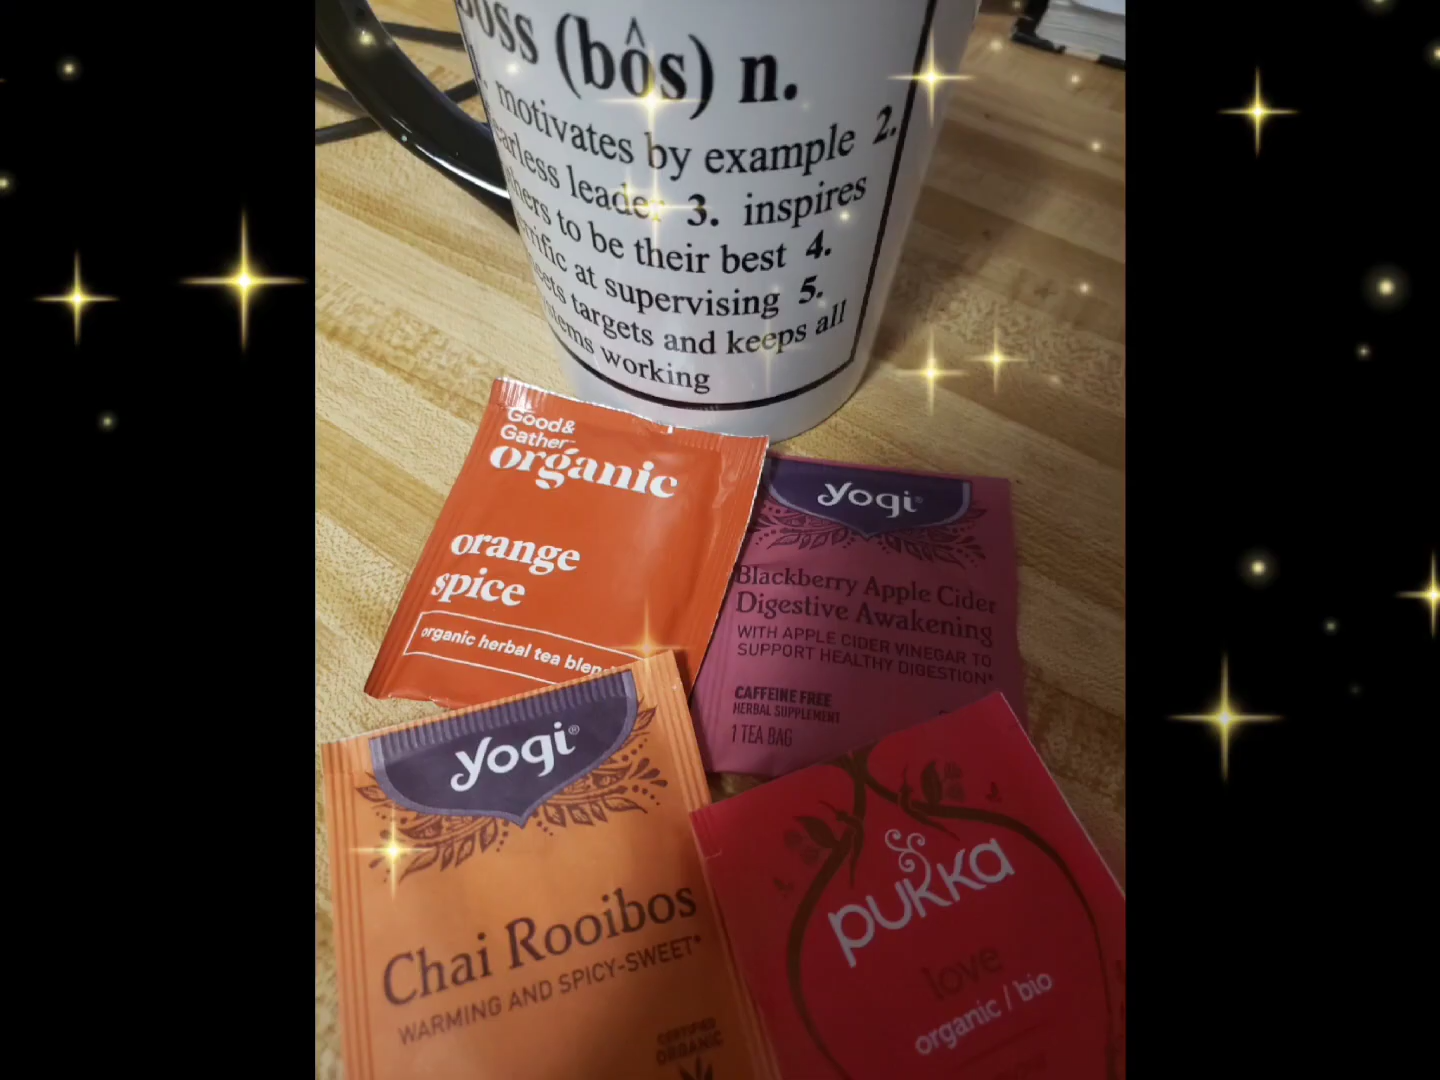 boss (bôs) n.
1. motivates by example 2.
leader 3. inspires
to be their best 4.
at supervising 5.
targets and keeps all
working
Good&
Gather
organic
orange
spice
organic herbal tea blend
yogi®
Blackberry Apple Cider
Digestive Awakening
WITH APPLE CIDER VINEGAR TO
SUPPORT HEALTHY DIGESTION*
CAFFEINE FREE
HERBAL SUPPLEMENT
1 TEA BAG
yogi®
Chai Rooibos
WARMING AND SPICY-SWEET*
CERTIFIED
ORGANIC
pukka
love
organic / bio